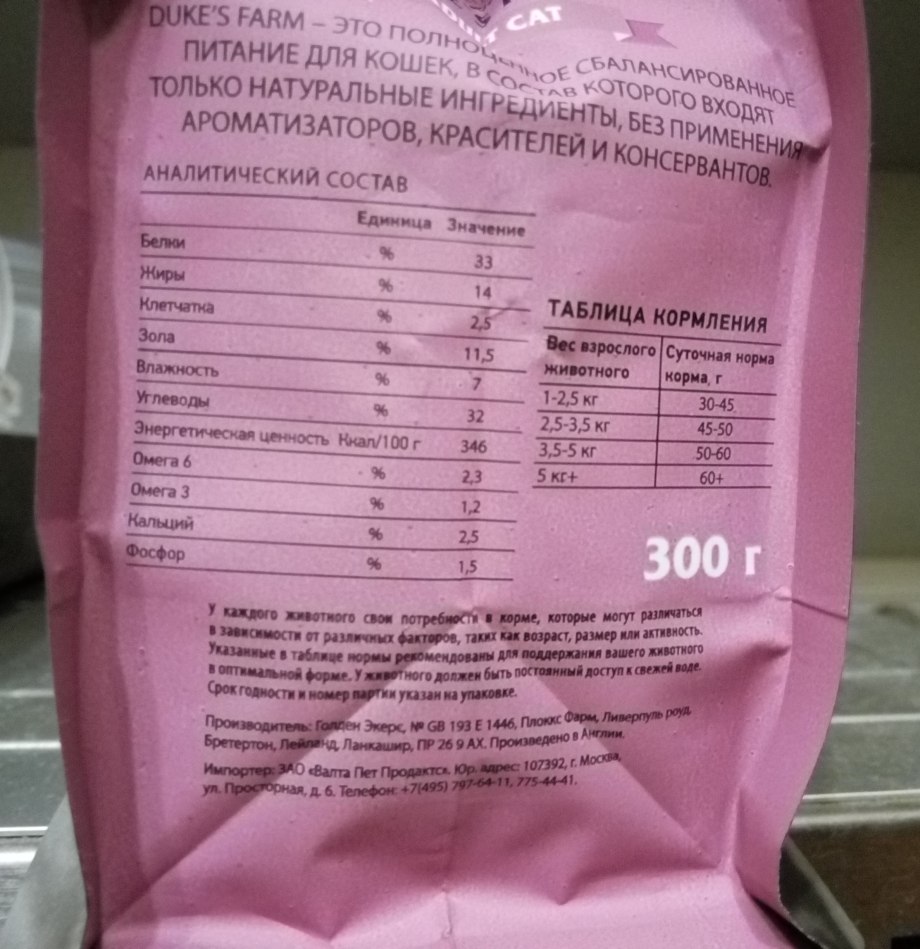 CAT
DUKE'S FARM – ЭТО ПОЛНОЦЕННОЕ СБАЛАНСИРОВАННОЕ
ПИТАНИЕ ДЛЯ КОШЕК, В СОСТАВ КОТОРОГО ВХОДЯТ
ТОЛЬКО НАТУРАЛЬНЫЕ ИНГРЕДИЕНТЫ, БЕЗ ПРИМЕНЕНИЯ
АРОМАТИЗАТОРОВ, КРАСИТЕЛЕЙ И КОНСЕРВАНТОВ.
АНАЛИТИЧЕСКИЙ СОСТАВ
Единица Значение
Белки % 33
Жиры % 14
Клетчатка % 2,5
Зола % 11,5
Влажность % 7
Углеводы % 32
Энергетическая ценность Ккал/100 г 346
Омега 6 % 2,3
Омега 3 % 1,2
Кальций % 2,5
Фосфор % 1,5
ТАБЛИЦА КОРМЛЕНИЯ
Вес взрослого Суточная норма
животного корма, г
1-2,5 кг 30-45
2,5-3,5 кг 45-50
3,5-5 кг 50-60
5 кг+ 60+
300 г
У каждого животного свои потребности в корме, которые могут различаться
в зависимости от различных факторов, таких как возраст, размер или активность.
Указанные в таблице нормы рекомендованы для поддержания вашего животного
в оптимальной форме. У животного должен быть постоянный доступ к свежей воде.
Срок годности и номер партии указан на упаковке.
Производитель: Голден Экерс, № GB 193 E 1446, Плоккс Фарм, Ливерпуль роуд,
Бретертон, Лейланд, Ланкашир, ПР 26 9 АХ. Произведено в Англии.
Импортер: ЗАО «Валта Пет Продактс». Юр. адрес: 107392, г. Москва,
ул. Просторная, д. 6. Телефон: +7(495) 797-64-11, 775-44-41.